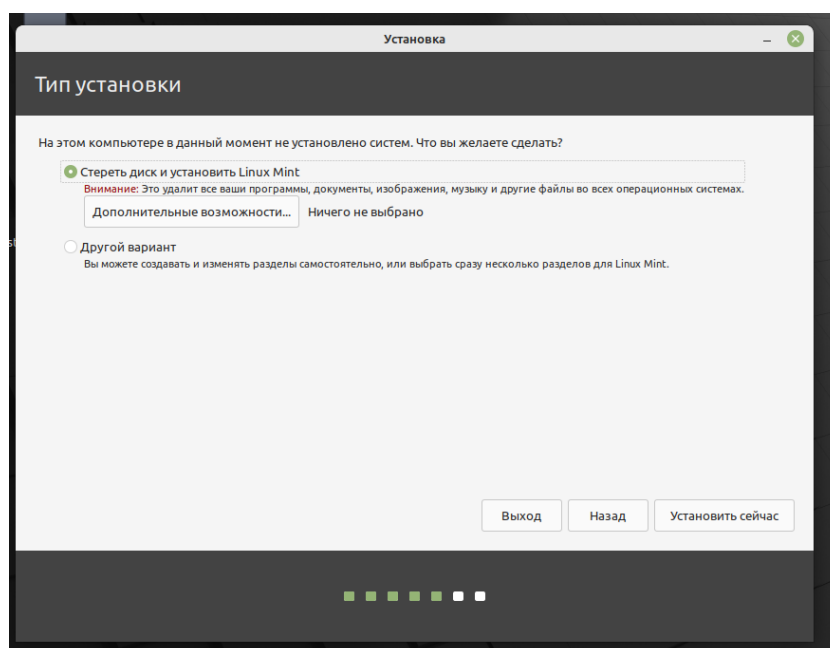 Установка
Тип установки
На этом компьютере в данный момент не установлено систем. Что вы желаете сделать?
Стереть диск и установить Linux Mint
Внимание: Это удалит все ваши программы, документы, изображения, музыку и другие файлы во всех операционных системах.
Дополнительные возможности... Ничего не выбрано
Другой вариант
Вы можете создавать и изменять разделы самостоятельно, или выбрать сразу несколько разделов для Linux Mint.
Выход Назад Установить сейчас